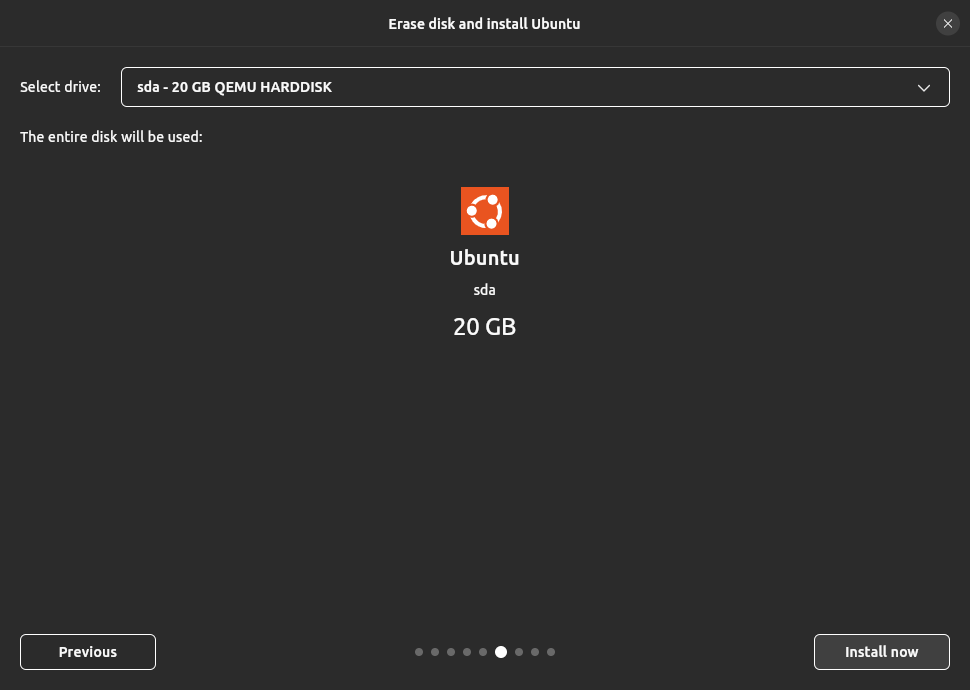 Erase disk and install Ubuntu
Select drive: sda - 20 GB QEMU HARDDISK
The entire disk will be used:
Ubuntu
sda
20 GB
Previous Install now